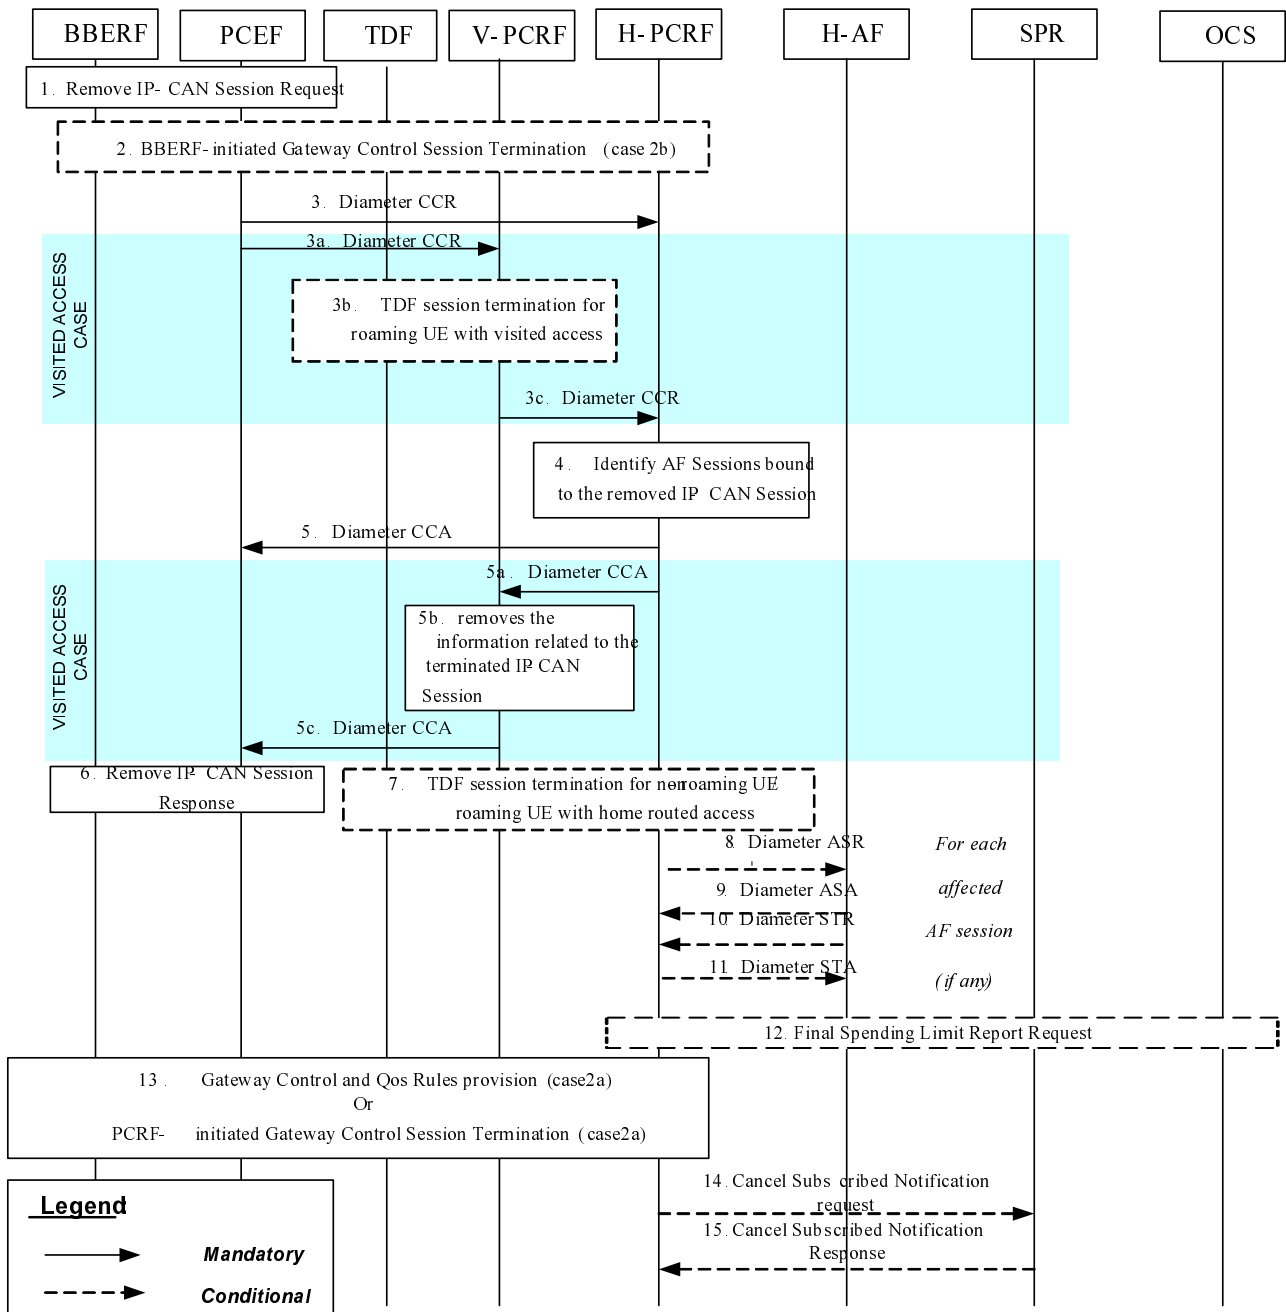 BBERF
PCEF
TDF
V-PCRF
H-PCRF
H-AF
SPR
OCS
1. Remove IP-CAN Session Request
2. BBERF-initiated Gateway Control Session Termination (case 2b)
3. Diameter CCR
3a. Diameter CCR
VISITED ACCESS
CASE
3b. TDF session termination for
roaming UE with visited access
3c. Diameter CCR
4. Identify AF Sessions bound
to the removed IP CAN Session
5. Diameter CCA
VISITED ACCESS
CASE
5a. Diameter CCA
5b. removes the
information related to the
terminated IP CAN
Session
5c. Diameter CCA
6. Remove IP CAN Session
Response
7. TDF session termination for non-roaming UE/
roaming UE with home routed access
8. Diameter ASR
9. Diameter ASA
10. Diameter STR
11. Diameter STA
For each
affected
AF session
(if any)
12. Final Spending Limit Report Request
13. Gateway Control and Qos Rules provision (case2a)
Or
PCRF- initiated Gateway Control Session Termination (case2a)
14. Cancel Subscribed Notification
request
15. Cancel Subscribed Notification
Response
Legend:
Mandatory
Conditional